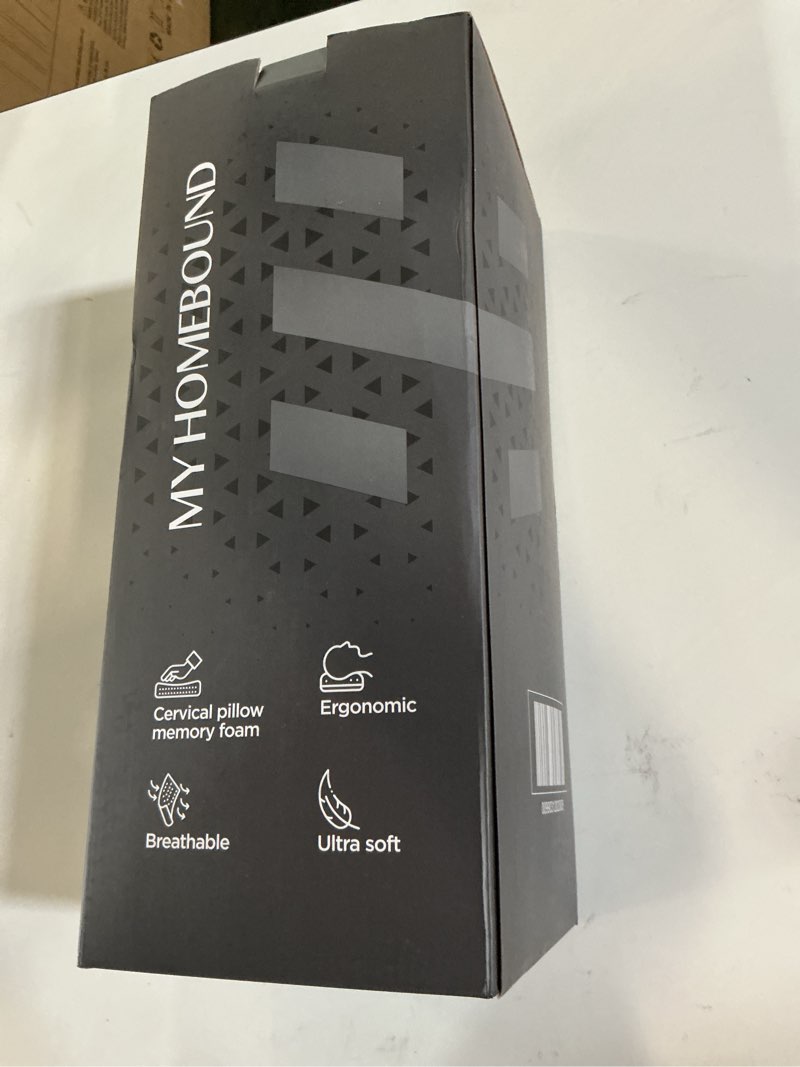 MY HOMEBOUND
Cervical pillow
memory foam
Ergonomic
Breathable
Ultra soft